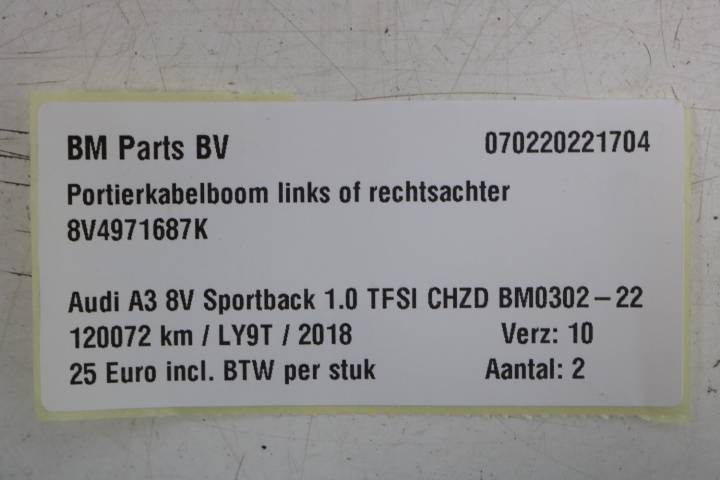 BM Parts BV 070220221704
Portierkabelboom links of rechtsachter
8V4971687K
Audi A3 8V Sportback 1.0 TFSI CHZD BM0302-22
120072 km / LY9T / 2018 Verz: 10
25 Euro incl. BTW per stuk Aantal: 2